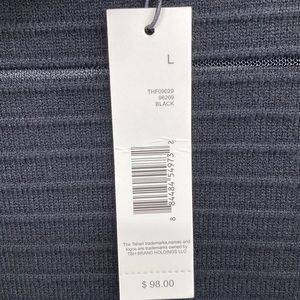 L
THF09029
96209
BLACK
8 84484 54973 2
The Tahari trademarks,names and
logos are trademarks owned by
TSH BRAND HOLDINGS LLC
$ 98.00